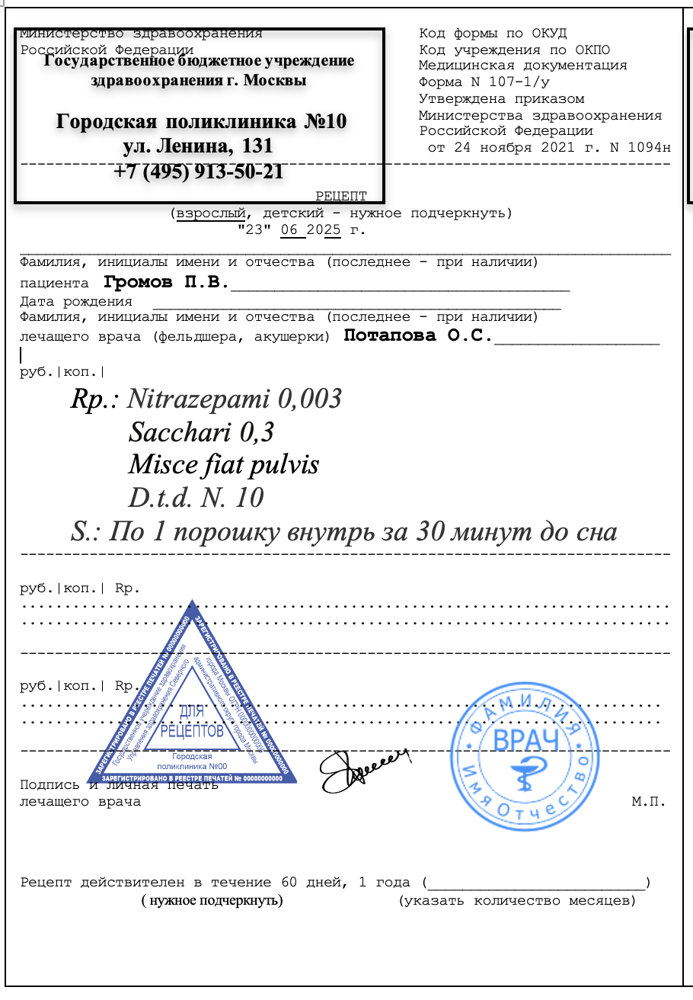 Министерство здравоохранения
Российской Федерации
Государственное бюджетное учреждение
здравоохранения г. Москвы
Городская поликлиника №10
ул. Ленина, 131
+7 (495) 913-50-21
Код формы по ОКУД
Код учреждения по ОКПО
Медицинская документация
Форма N 107-1/у
Утверждена приказом
Министерства здравоохранения
Российской Федерации
от 24 ноября 2021 г. N 1094н
РЕЦЕПТ
(взрослый, детский - нужное подчеркнуть)
"23" 06 2025 г.
Фамилия, инициалы имени и отчества (последнее - при наличии)
пациента Громов П.В.
Дата рождения
Фамилия, инициалы имени и отчества (последнее - при наличии)
лечащего врача (фельдшера, акушерки) Потапова О.С.
руб.|коп.|
Rp.: Nitrazepami 0,003
Sacchari 0,3
Misce fiat pulvis
D.t.d. N. 10
S.: По 1 порошку внутрь за 30 минут до сна
руб.|коп.| Rp.
руб.|коп.| Rp.
ЗАРЕГИСТРИРОВАНО В РЕЕСТРЕ ПЕЧАТЕЙ № 00000000000
ЗАРЕГИСТРИРОВАНО В РЕЕСТРЕ ПЕЧАТЕЙ № 00000000000
Государственное учереждение здравоохранения
Управления здравоохранения Северного
административного округа города Москвы
города Москвы ОГРН
ДЛЯ
РЕЦЕПТОВ
Городская
поликлиника №00
ЗАРЕГИСТРИРОВАНО В РЕЕСТРЕ ПЕЧАТЕЙ № 00000000000
ФАМИЛИЯ
ВРАЧ
Имя Отчество
Подпись и личная печать
лечащего врача
М.П.
Рецепт действителен в течение 60 дней, 1 года (__________________________)
( нужное подчеркнуть)
(указать количество месяцев)